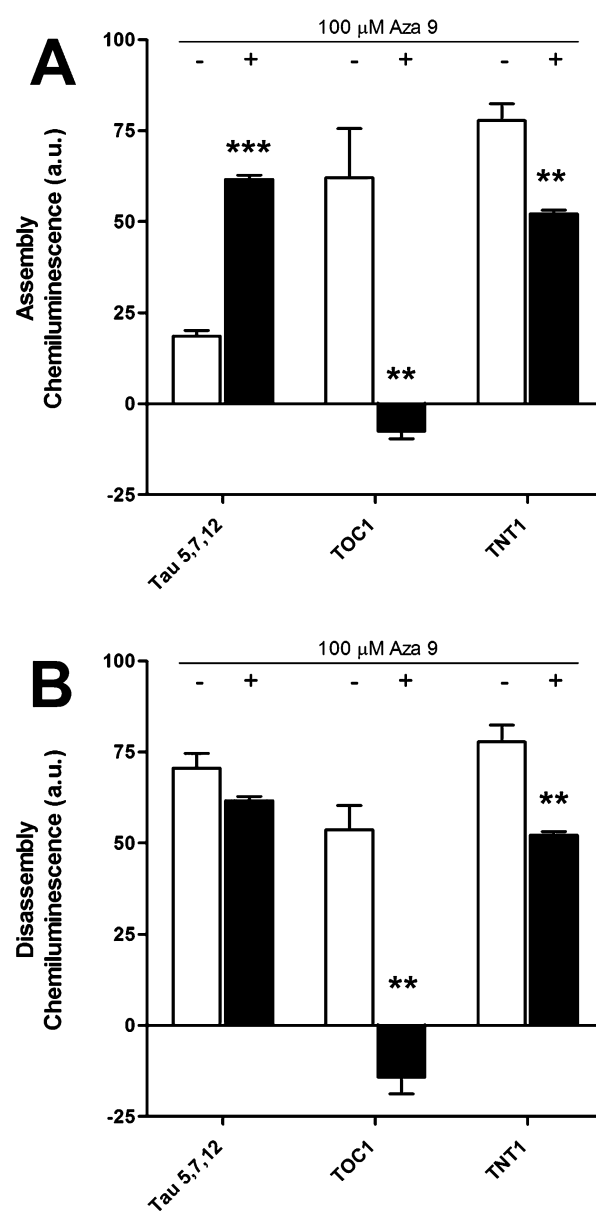 A
100 μM Aza 9
- + - + - +
100
75
50
25
0
-25
Assembly
Chemiluminescence (a.u.)
***
**
**
Tau 5,7,12
TOC1
TNT1
B
100 μM Aza 9
- + - + - +
100
75
50
25
0
-25
Disassembly
Chemiluminescence (a.u.)
**
**
Tau 5,7,12
TOC1
TNT1